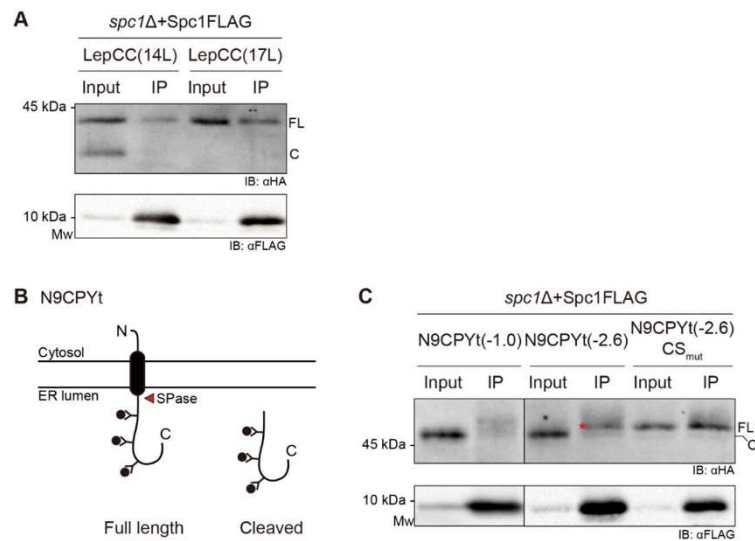 A
spc1Δ+Spc1FLAG
LepCC(14L) LepCC(17L)
Input IP Input IP
45 kDa
FL
C
IB: αHA
10 kDa
Mw
IB: αFLAG
B N9CPYt
N
Cytosol
ER lumen
SPase
C
C
Full length Cleaved
C
spc1Δ+Spc1FLAG
N9CPYt(-1.0) N9CPYt(-2.6) N9CPYt(-2.6) CSmut
Input IP Input IP Input IP
*
FL
C
45 kDa
IB: αHA
10 kDa
Mw
IB: αFLAG